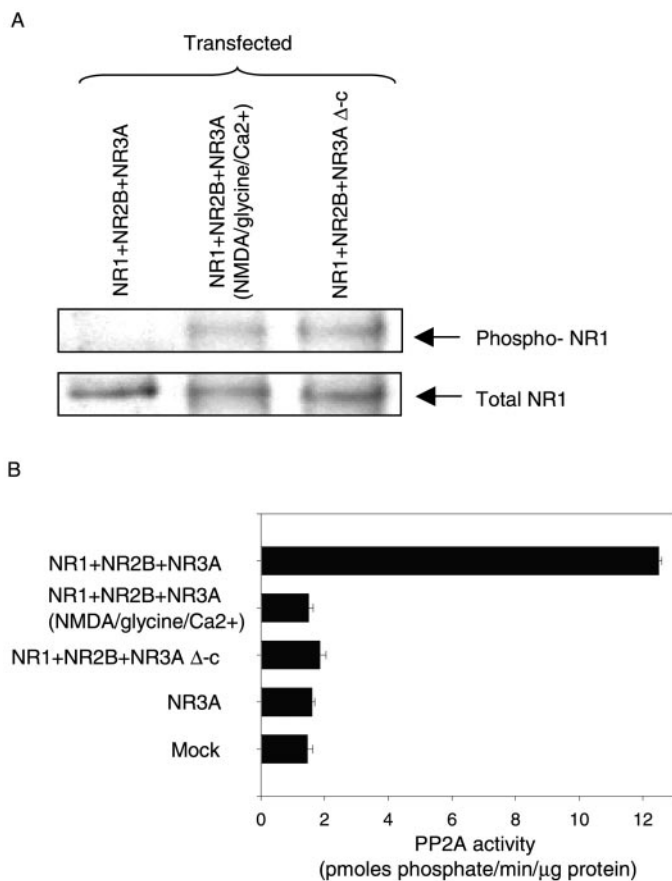 A
Transfected
NR1+NR2B+NR3A
NR1+NR2B+NR3A
(NMDA/glycine/Ca2+)
NR1+NR2B+NR3A Δ-c
Phospho- NR1
Total NR1
B
NR1+NR2B+NR3A
NR1+NR2B+NR3A
(NMDA/glycine/Ca2+)
NR1+NR2B+NR3A Δ-c
NR3A
Mock
0 2 4 6 8 10 12
PP2A activity
(pmoles phosphate/min/μg protein)